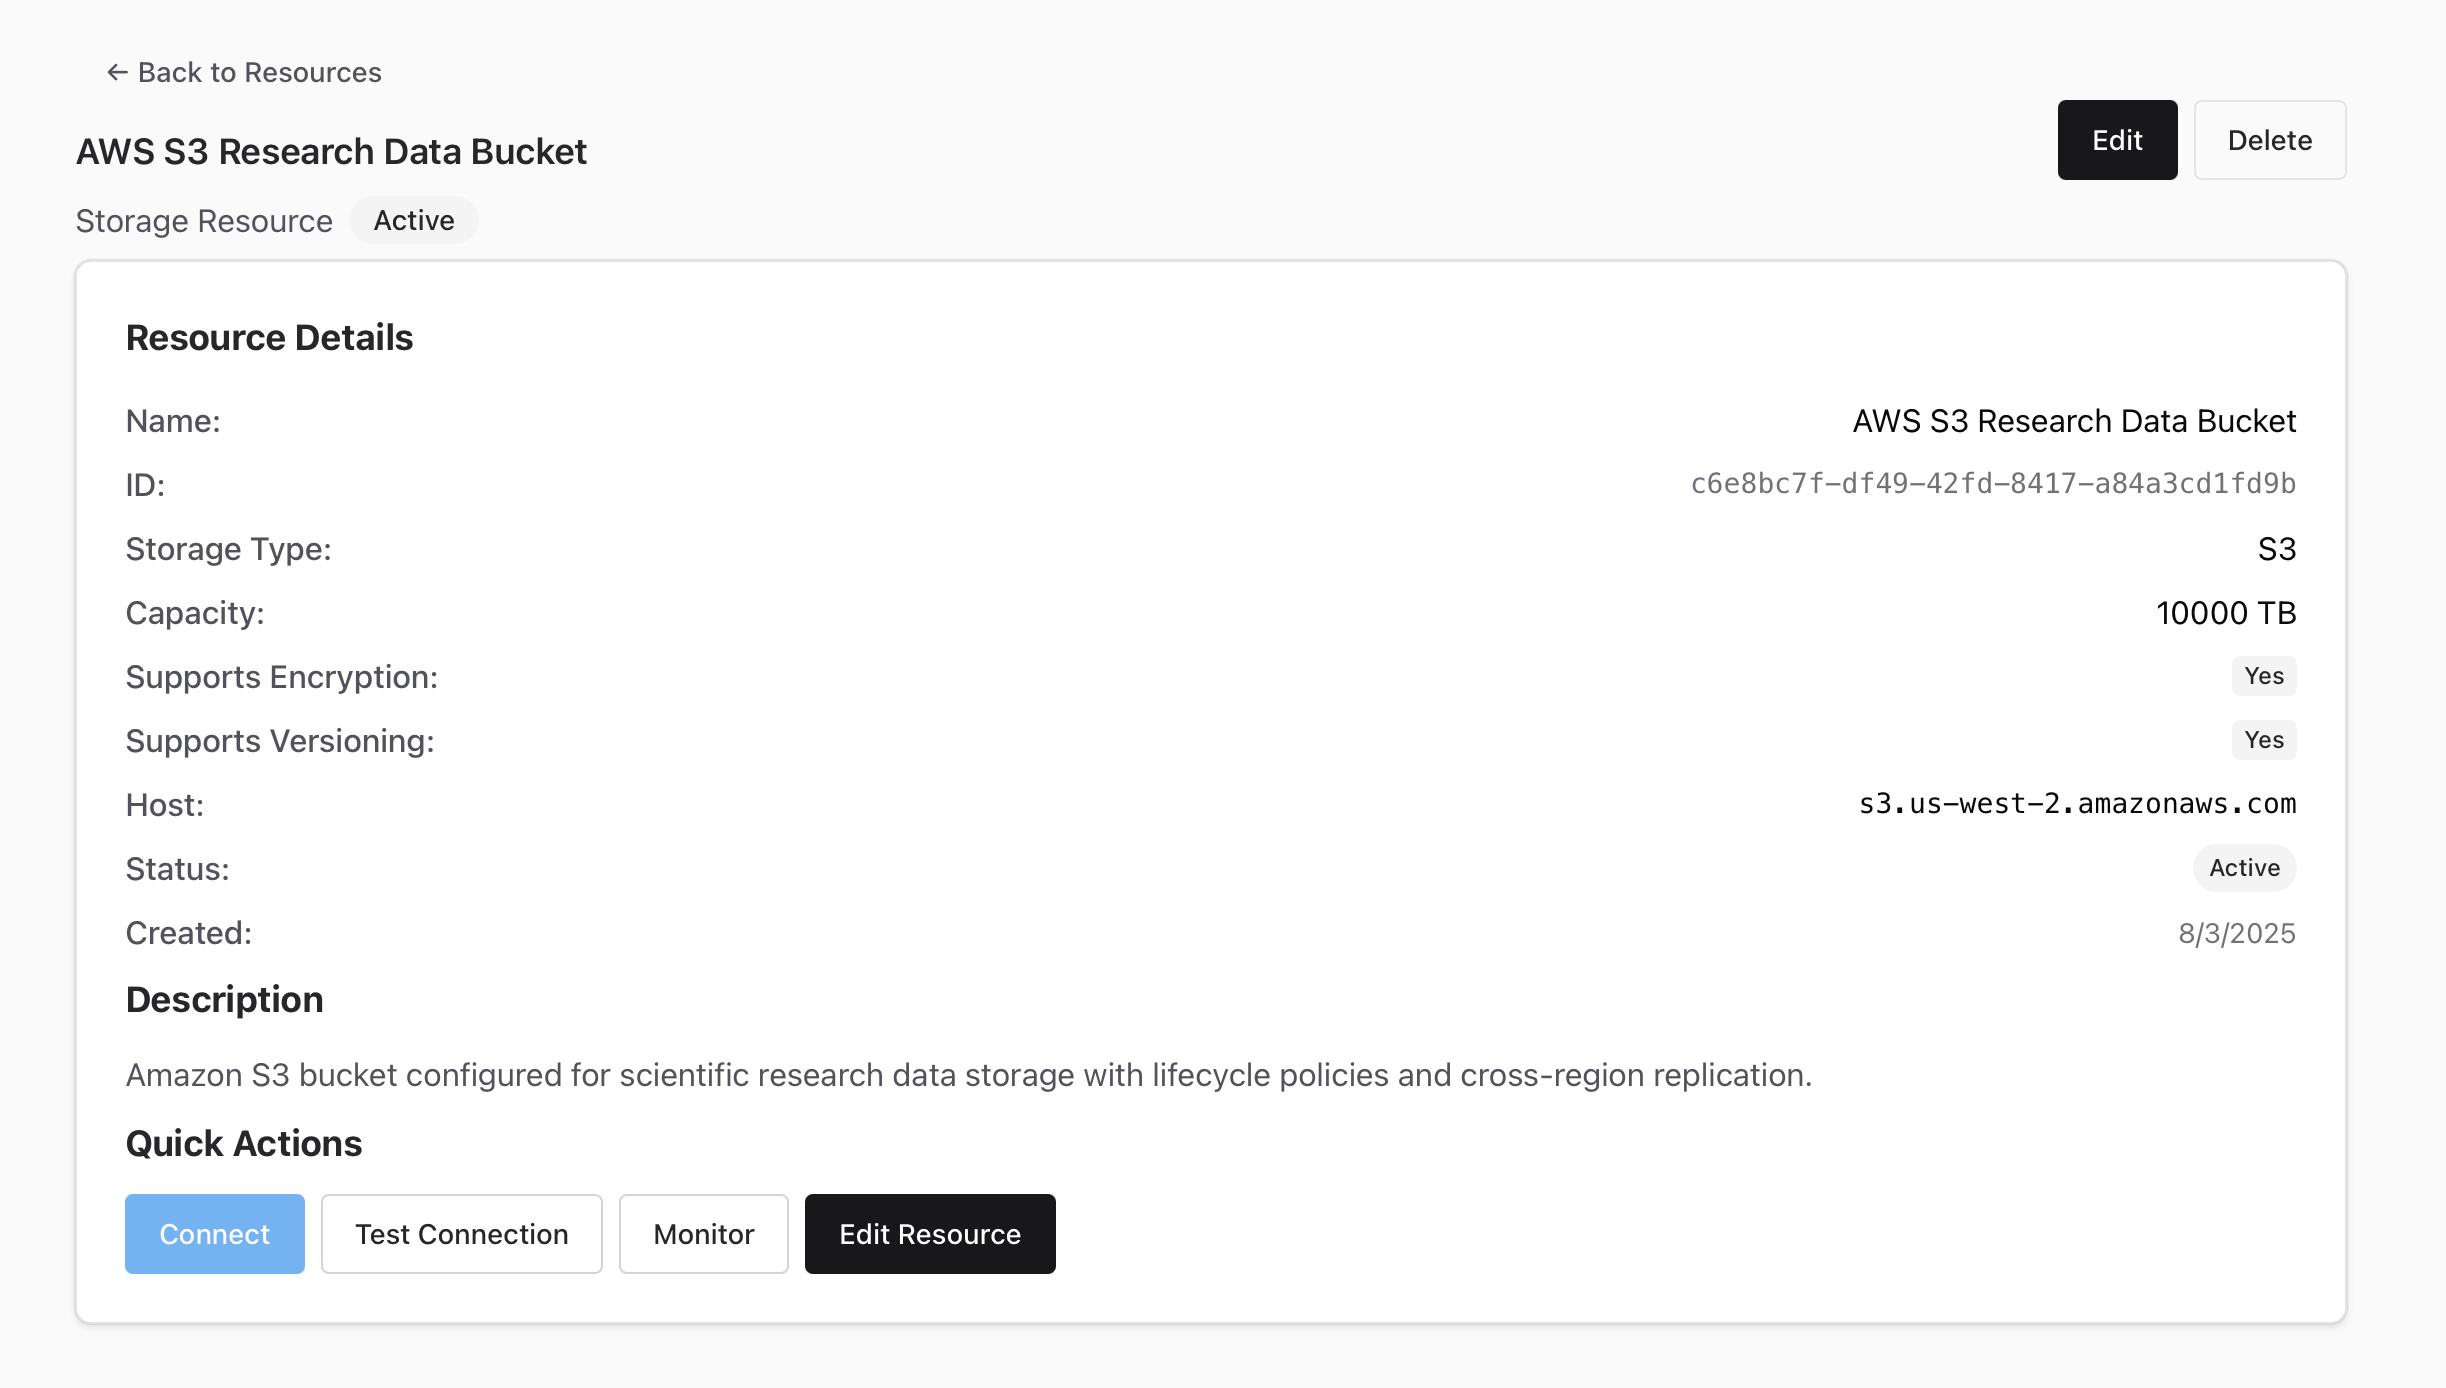 ← Back to Resources
AWS S3 Research Data Bucket
Edit Delete
Storage Resource Active
Resource Details
Name: AWS S3 Research Data Bucket
ID: c6e8bc7f-df49-42fd-8417-a84a3cd1fd9b
Storage Type: S3
Capacity: 10000 TB
Supports Encryption: Yes
Supports Versioning: Yes
Host: s3.us-west-2.amazonaws.com
Status: Active
Created: 8/3/2025
Description
Amazon S3 bucket configured for scientific research data storage with lifecycle policies and cross-region replication.
Quick Actions
Connect Test Connection Monitor Edit Resource